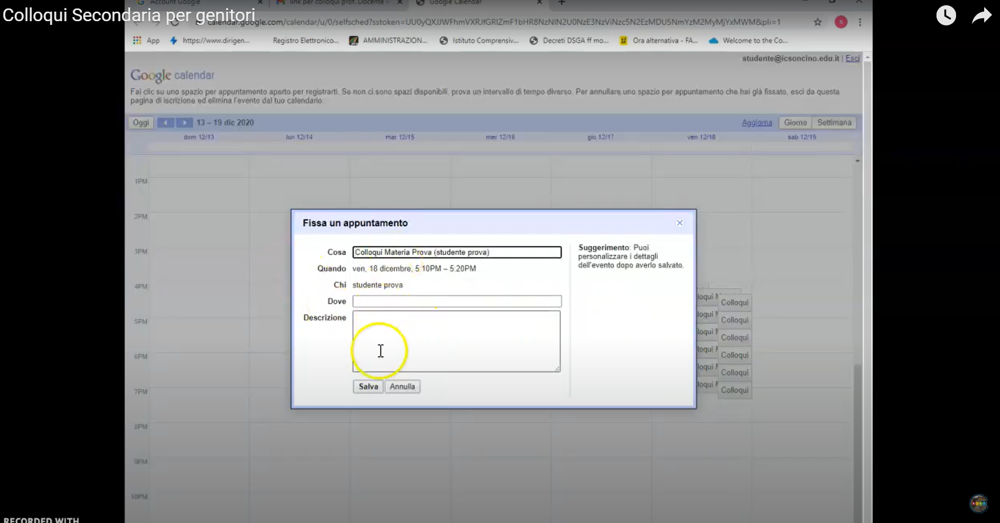 Account Google
link per colloqui prof. Docente
Google Calendar
Colloqui Secondaria per genitori
calendar.google.com/calendar/u/0/selfsched?sstoken=UU0yQXJJWFhmVXRJfGRlZmF1bHR8NzNlN2U0NzE3NzViNzc5N2EzMDU5NmYzM2MyMjYxMWM&pli=1
S
App
https://www.dirigen...
Registro Elettronico...
AMMINISTRAZION...
Istituto Comprensiv...
Decreti DSGA ff mo...
Ora alternativa - FA...
Welcome to the Co...
studente@icsoncino.edu.it | Esci
Google calendar
Fai clic su uno spazio per appuntamento aperto per registrarti. Se non ci sono spazi disponibili, prova un intervallo di tempo diverso. Per annullare uno spazio per appuntamento che hai già fissato, esci da questa
pagina di iscrizione ed elimina l'evento dal tuo calendario.
Oggi
13 – 19 dic 2020
Aggiorna
Giorno
Settimana
dom 12/13
lun 12/14
mar 12/15
mer 12/16
gio 12/17
ven 12/18
sab 12/19
1PM
2PM
3PM
4PM
5PM
6PM
7PM
8PM
9PM
10PM
Fissa un appuntamento
Cosa Colloqui Materia Prova (studente prova)
Quando ven, 18 dicembre, 5:10PM – 5:20PM
Chi studente prova
Dove
Descrizione
Salva
Annulla
Suggerimento: Puoi
personalizzare i dettagli
dell'evento dopo averlo salvato.
lloqui M
Colloqui
lloqui M
Colloqui
lloqui M
Colloqui
lloqui M
Colloqui
lloqui M
Colloqui
lloqui M
Colloqui
RECORDED WITH